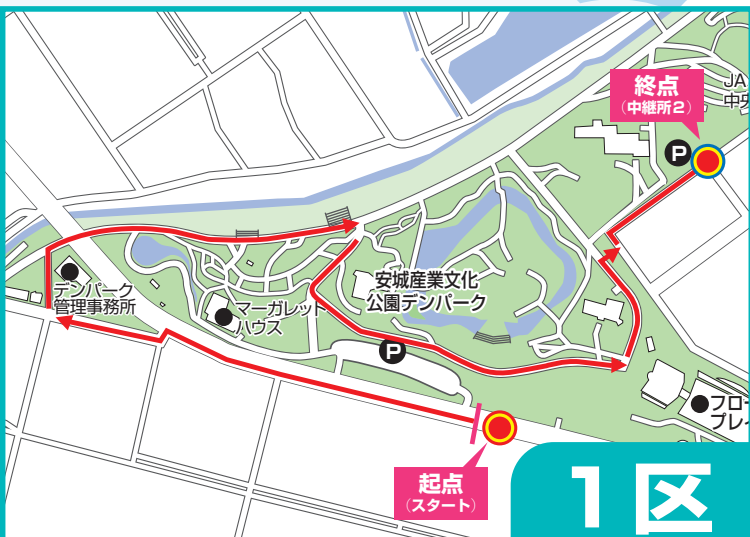 終点
(中継所2)
JA
中央
P
安城産業文化
公園デンパーク
デンパーク
管理事務所
マーガレット
ハウス
P
フロー
プレイ
起点
(スタート)
1区